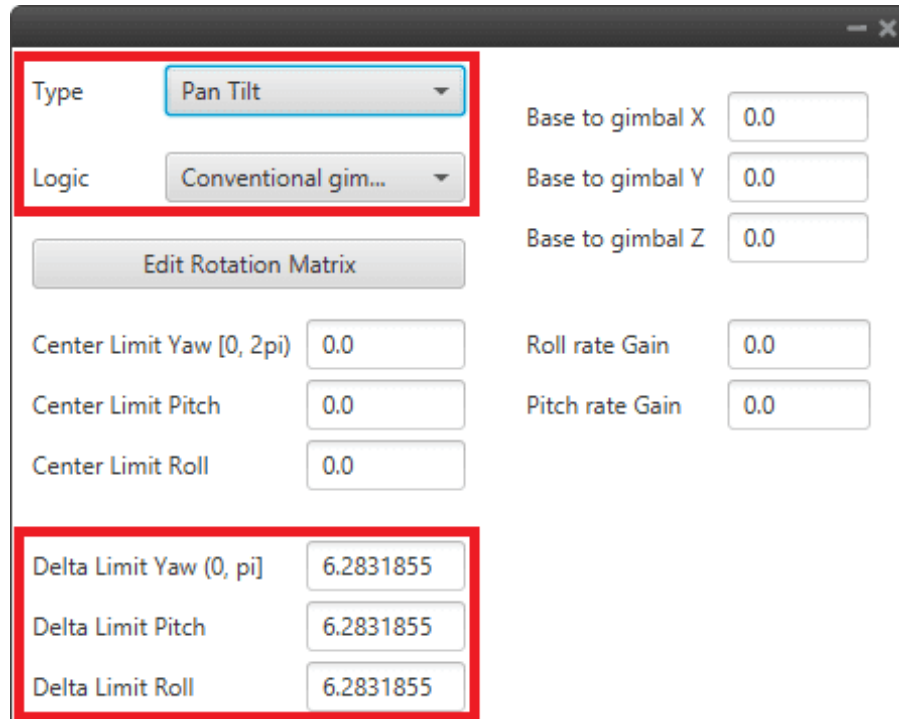 Type Pan Tilt
Logic Conventional gim...
Edit Rotation Matrix
Center Limit Yaw [0, 2pi) 0.0
Center Limit Pitch 0.0
Center Limit Roll 0.0
Delta Limit Yaw (0, pi] 6.2831855
Delta Limit Pitch 6.2831855
Delta Limit Roll 6.2831855
Base to gimbal X 0.0
Base to gimbal Y 0.0
Base to gimbal Z 0.0
Roll rate Gain 0.0
Pitch rate Gain 0.0